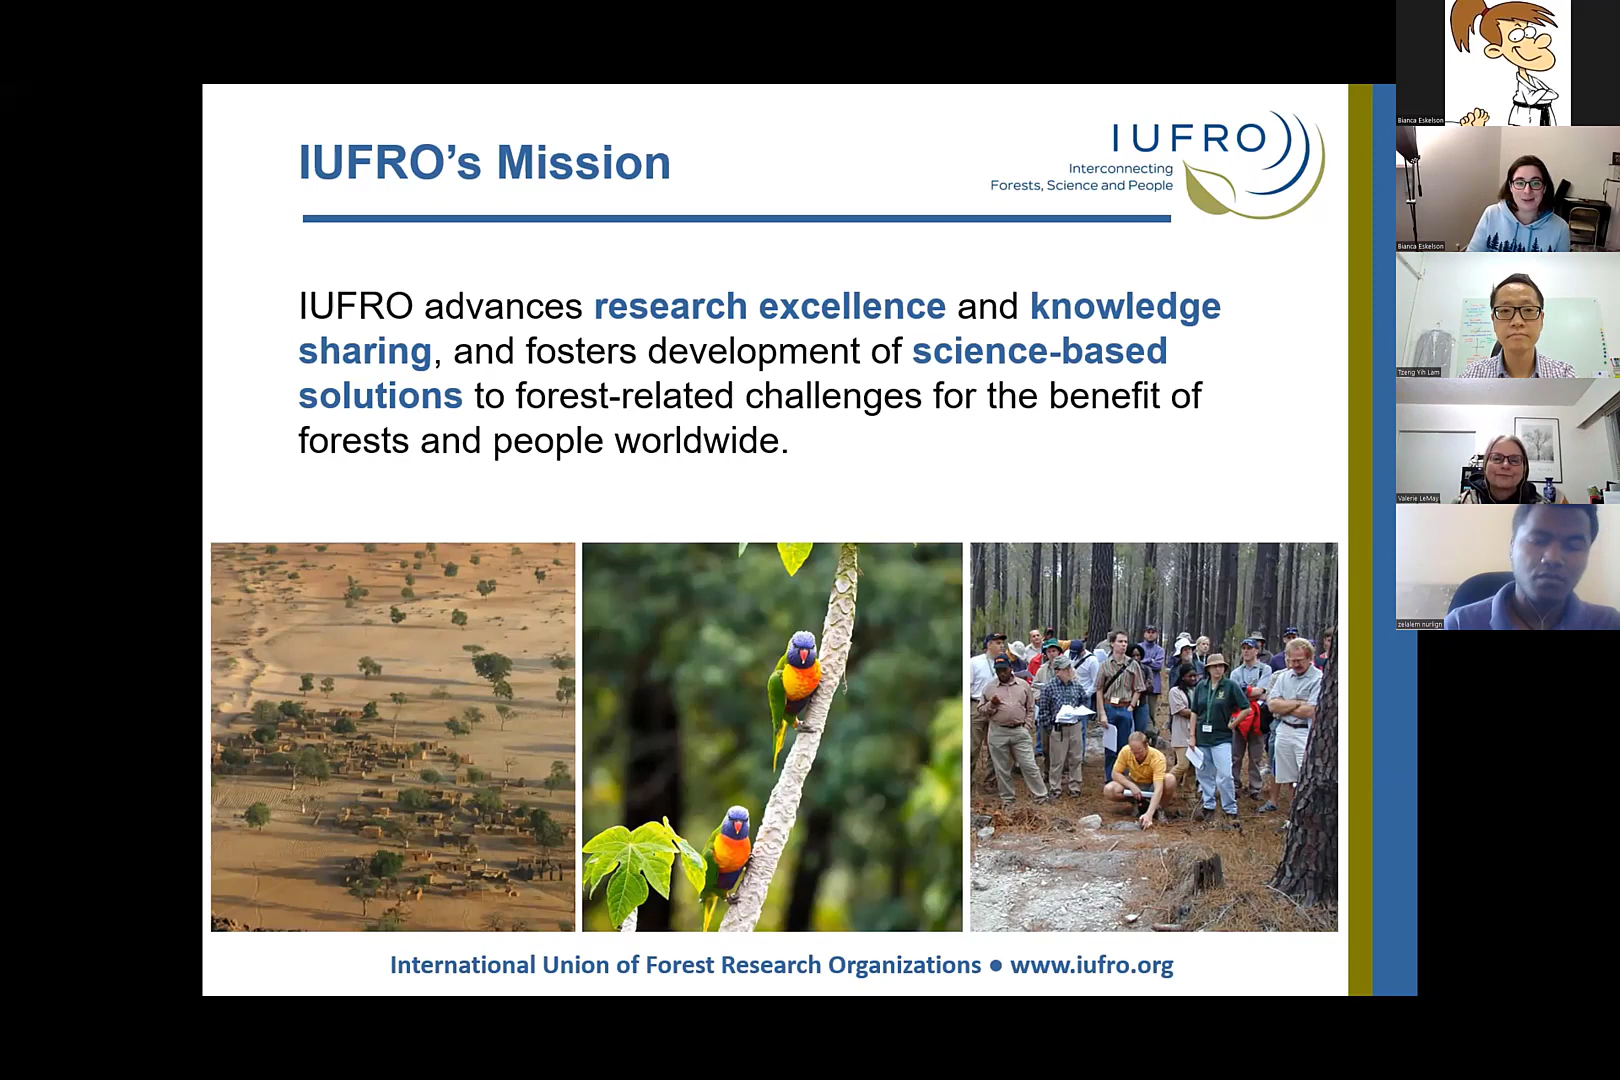 IUFRO's Mission
IUFRO
Interconnecting
Forests, Science and People
IUFRO advances research excellence and knowledge
sharing, and fosters development of science-based
solutions to forest-related challenges for the benefit of
forests and people worldwide.
International Union of Forest Research Organizations ● www.iufro.org
Bianca Eskelson
Bianca Eskelson
Tzeng Yih Lam
Valerie LeMay
zelalem nurlign